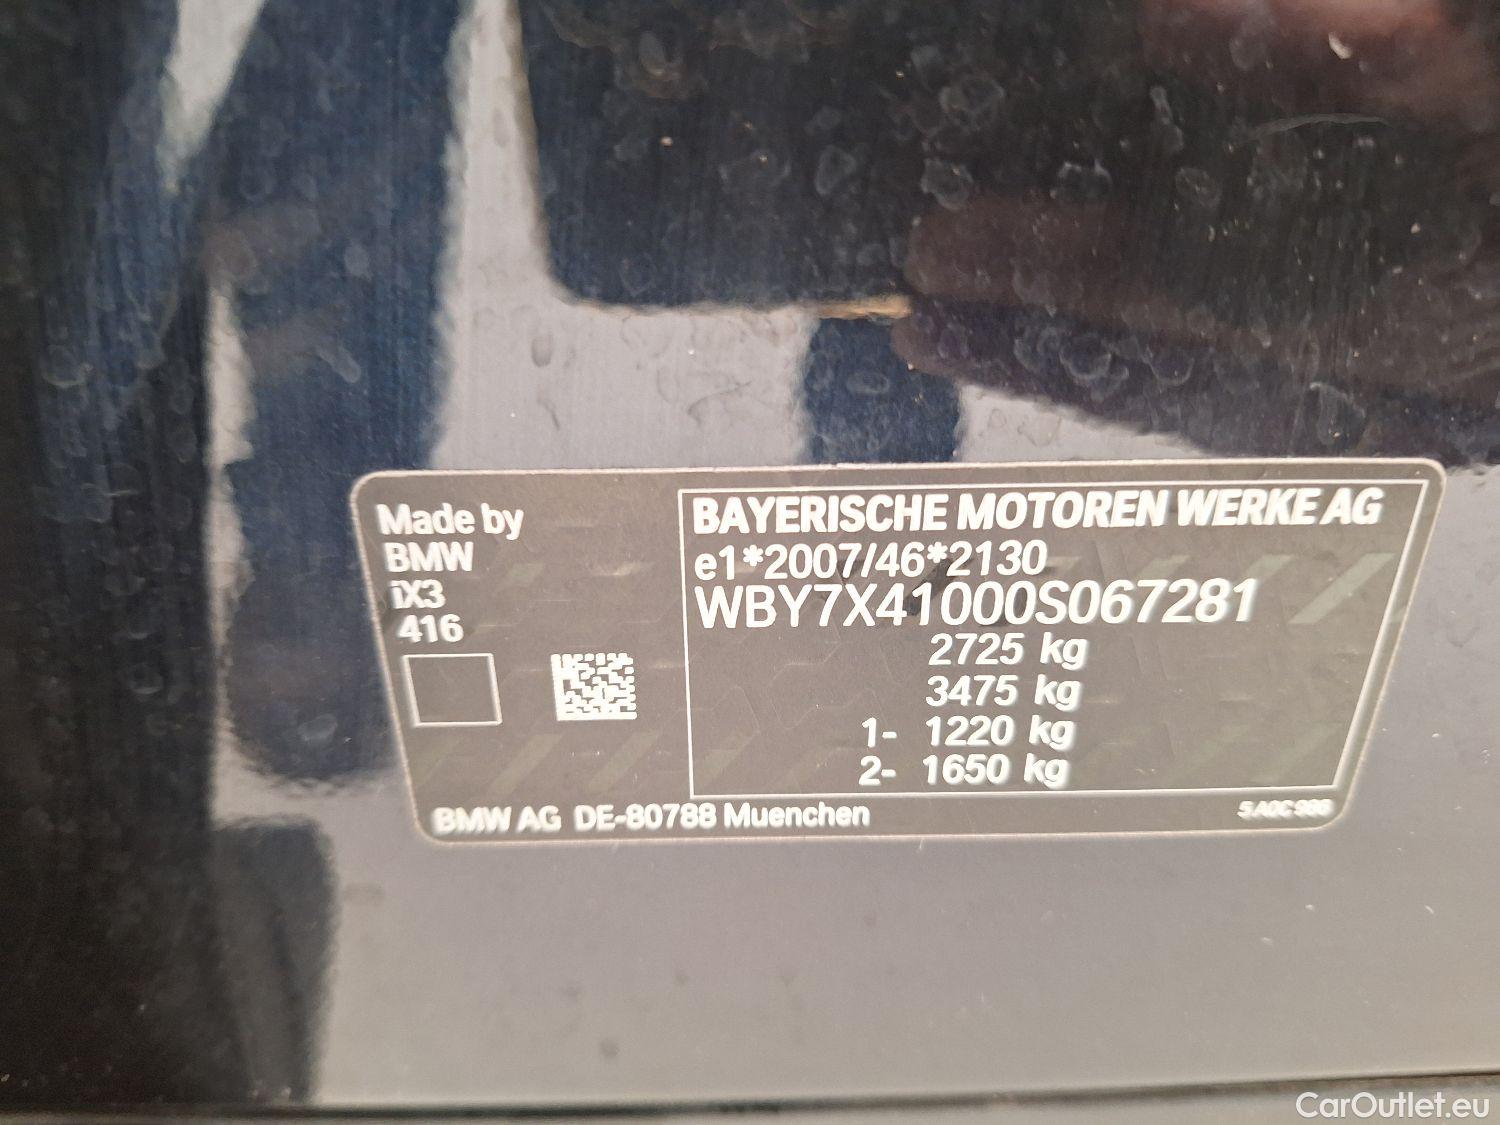 Made by
BMW
iX3
416
BAYERISCHE MOTOREN WERKE AG
e1*2007/46*2130
WBY7X41000S067281
2725 kg
3475 kg
1- 1220 kg
2- 1650 kg
BMW AG DE-80788 Muenchen
5A0C986
CarOutlet.eu